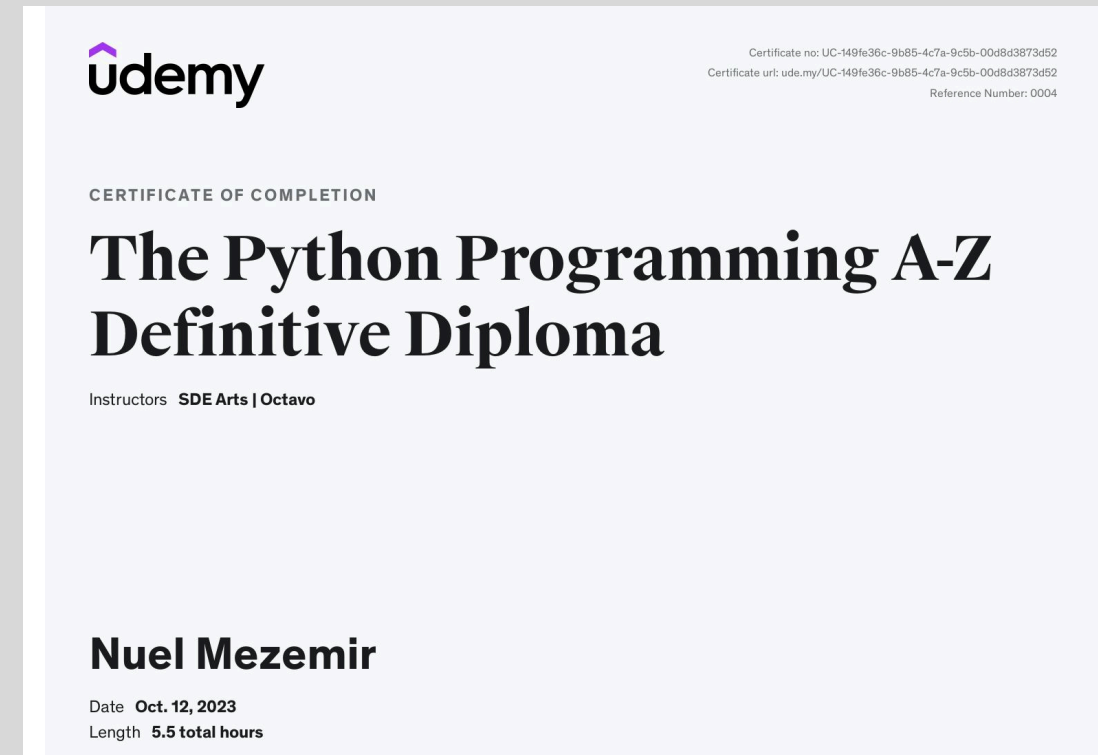 udemy
Certificate no: UC-149fe36c-9b85-4c7a-9c5b-00d8d3873d52
Certificate url: ude.my/UC-149fe36c-9b85-4c7a-9c5b-00d8d3873d52
Reference Number: 0004
CERTIFICATE OF COMPLETION
The Python Programming A-Z
Definitive Diploma
Instructors SDE Arts | Octavo
Nuel Mezemir
Date Oct. 12, 2023
Length 5.5 total hours